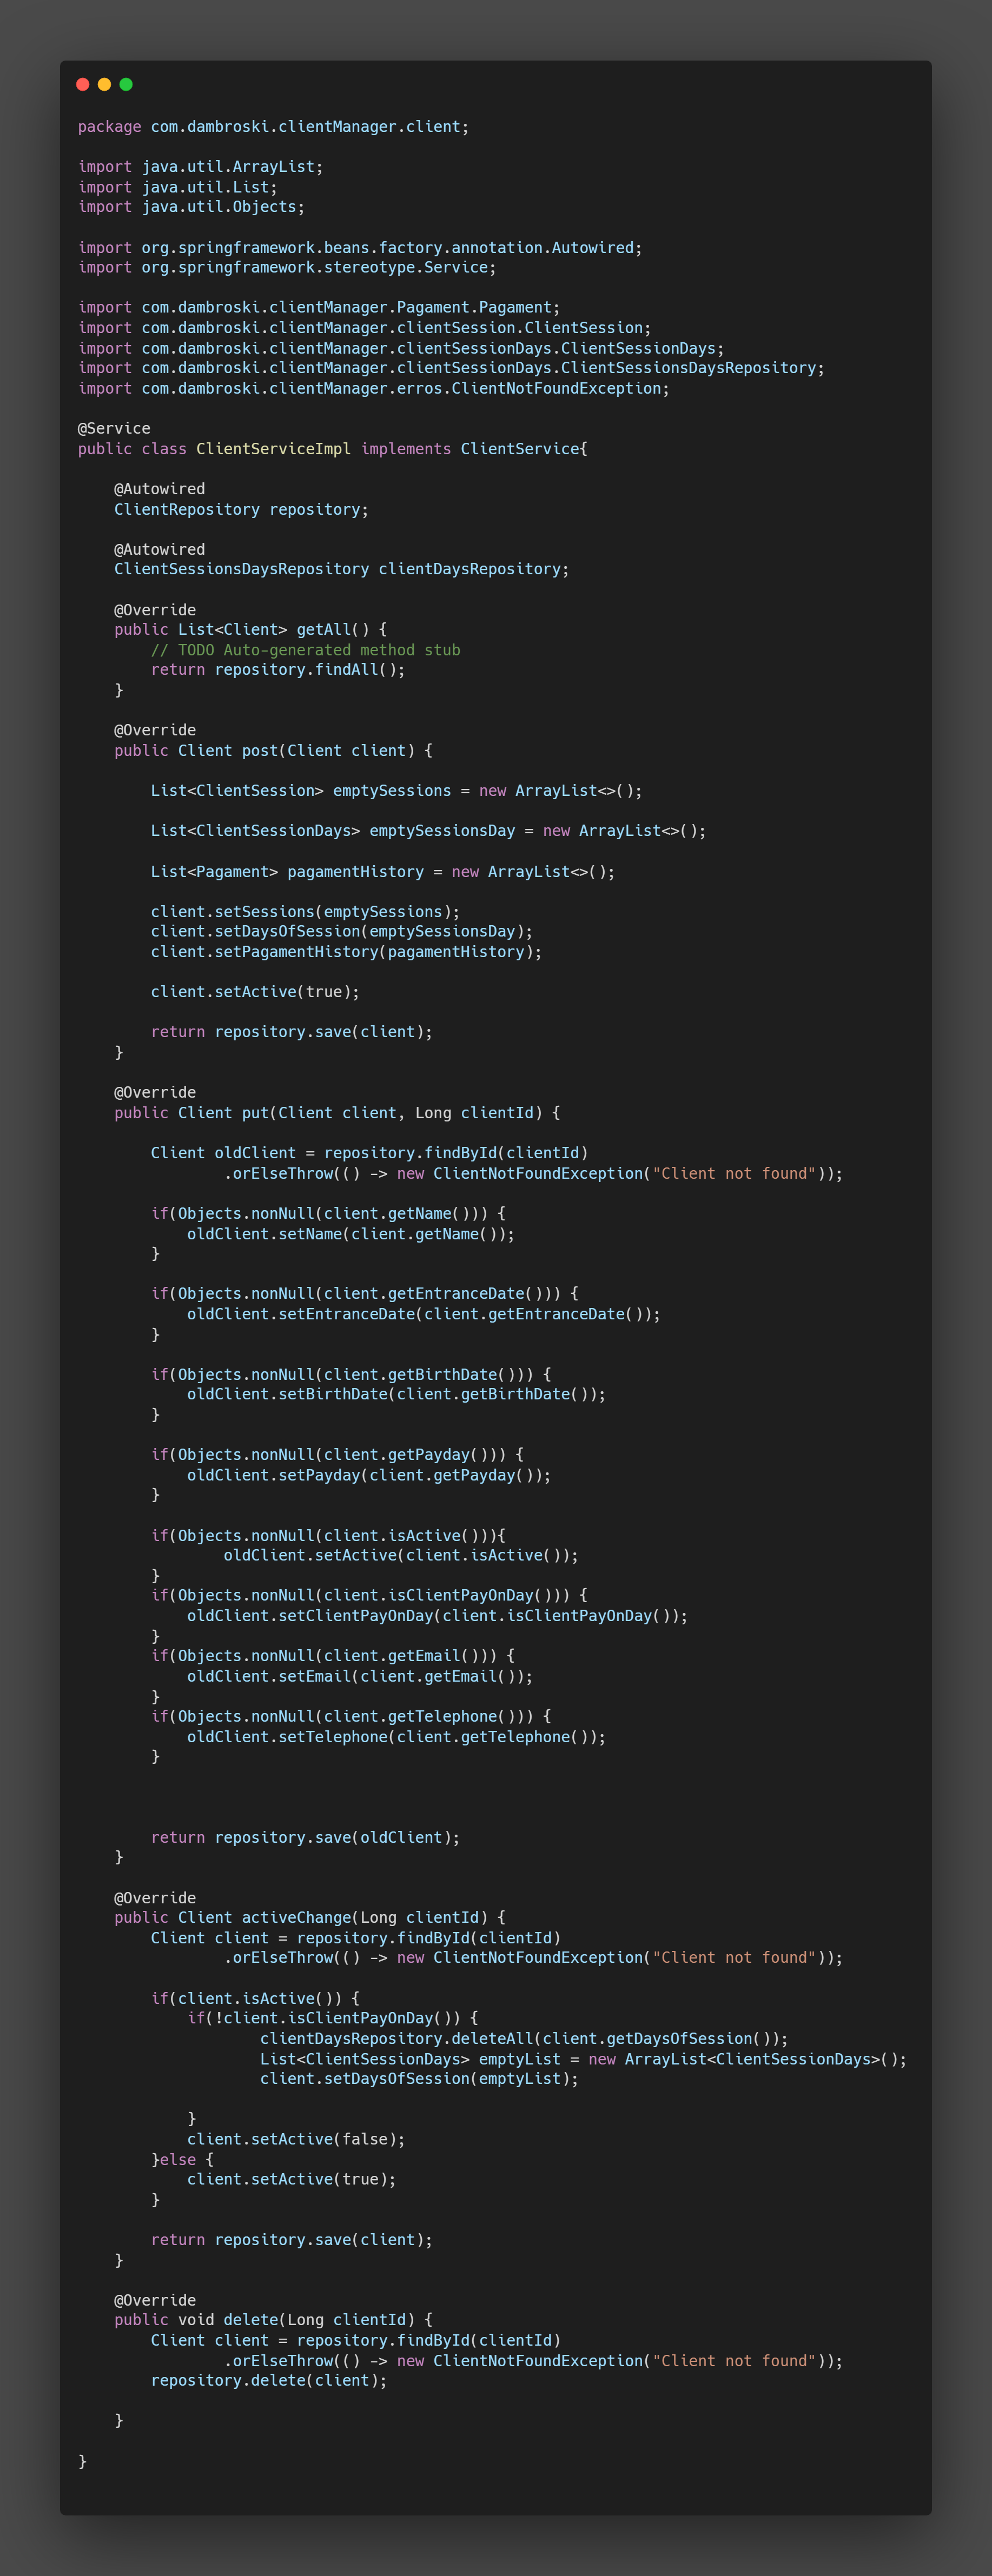 package com.dambroski.clientManager.client;

import java.util.ArrayList;
import java.util.List;
import java.util.Objects;

import org.springframework.beans.factory.annotation.Autowired;
import org.springframework.stereotype.Service;

import com.dambroski.clientManager.Pagament.Pagament;
import com.dambroski.clientManager.clientSession.ClientSession;
import com.dambroski.clientManager.clientSessionDays.ClientSessionDays;
import com.dambroski.clientManager.clientSessionDays.ClientSessionsDaysRepository;
import com.dambroski.clientManager.erros.ClientNotFoundException;

@Service
public class ClientServiceImpl implements ClientService{

    @Autowired
    ClientRepository repository;

    @Autowired
    ClientSessionsDaysRepository clientDaysRepository;

    @Override
    public List<Client> getAll() {
        // TODO Auto-generated method stub
        return repository.findAll();
    }

    @Override
    public Client post(Client client) {

        List<ClientSession> emptySessions = new ArrayList<>();

        List<ClientSessionDays> emptySessionsDay = new ArrayList<>();

        List<Pagament> pagamentHistory = new ArrayList<>();

        client.setSessions(emptySessions);
        client.setDaysOfSession(emptySessionsDay);
        client.setPagamentHistory(pagamentHistory);

        client.setActive(true);

        return repository.save(client);
    }

    @Override
    public Client put(Client client, Long clientId) {

        Client oldClient = repository.findById(clientId)
                .orElseThrow(() -> new ClientNotFoundException("Client not found"));

        if(Objects.nonNull(client.getName())) {
            oldClient.setName(client.getName());
        }

        if(Objects.nonNull(client.getEntranceDate())) {
            oldClient.setEntranceDate(client.getEntranceDate());
        }

        if(Objects.nonNull(client.getBirthDate())) {
            oldClient.setBirthDate(client.getBirthDate());
        }

        if(Objects.nonNull(client.getPayday())) {
            oldClient.setPayday(client.getPayday());
        }

        if(Objects.nonNull(client.isActive())){
                oldClient.setActive(client.isActive());
        }
        if(Objects.nonNull(client.isClientPayOnDay())) {
            oldClient.setClientPayOnDay(client.isClientPayOnDay());
        }
        if(Objects.nonNull(client.getEmail())) {
            oldClient.setEmail(client.getEmail());
        }
        if(Objects.nonNull(client.getTelephone())) {
            oldClient.setTelephone(client.getTelephone());
        }

        return repository.save(oldClient);
    }

    @Override
    public Client activeChange(Long clientId) {
        Client client = repository.findById(clientId)
                .orElseThrow(() -> new ClientNotFoundException("Client not found"));

        if(client.isActive()) {
            if(!client.isClientPayOnDay()) {
                    clientDaysRepository.deleteAll(client.getDaysOfSession());
                    List<ClientSessionDays> emptyList = new ArrayList<ClientSessionDays>();
                    client.setDaysOfSession(emptyList);

            }
            client.setActive(false);
        }else {
            client.setActive(true);
        }

        return repository.save(client);
    }

    @Override
    public void delete(Long clientId) {
        Client client = repository.findById(clientId)
                .orElseThrow(() -> new ClientNotFoundException("Client not found"));
        repository.delete(client);

    }

}